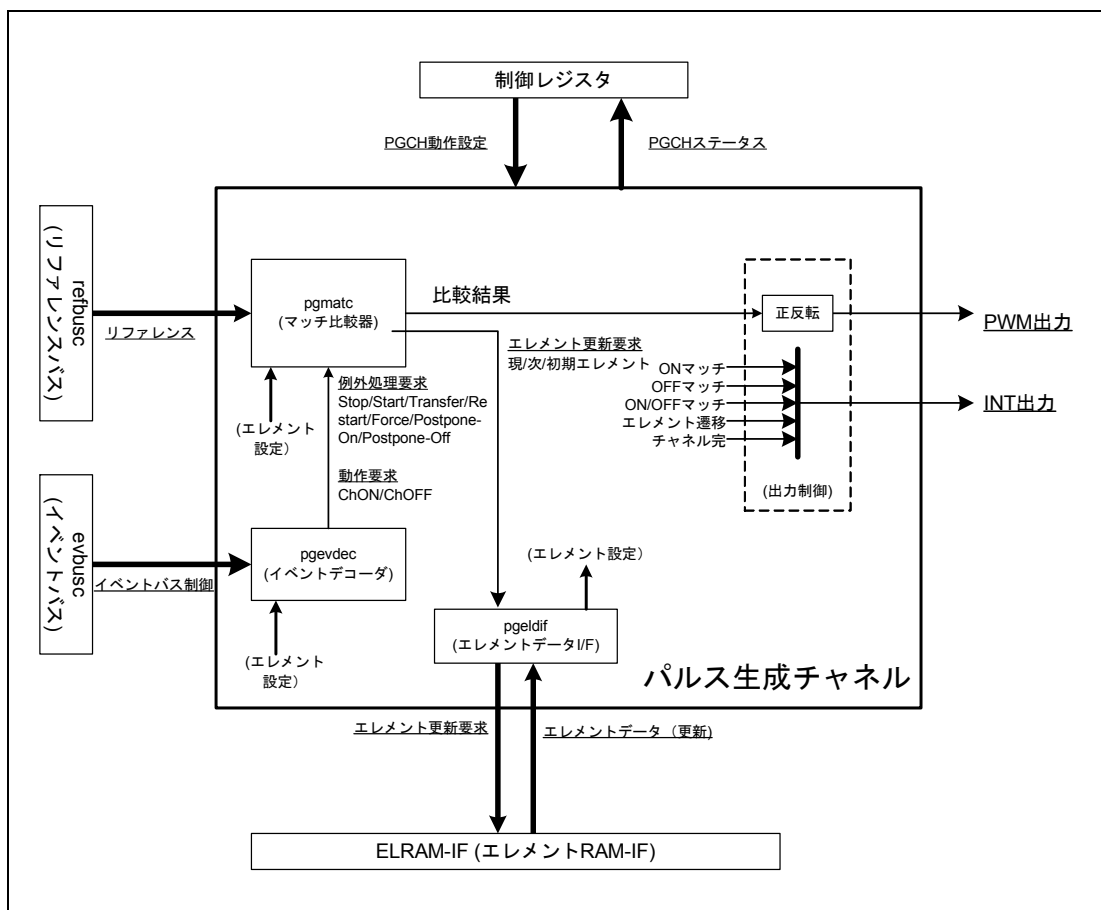 制御レジスタ
PGCH動作設定
PGCHステータス
refbusc
(リファレンスバス)
リファレンス
pgmatc
(マッチ比較器)
比較結果
正反転
PWM出力
エレメント更新要求
現/次/初期エレメント
ONマッチ
OFFマッチ
ON/OFFマッチ
エレメント遷移
チャネル完
INT出力
(出力制御)
例外処理要求
Stop/Start/Transfer/Re
start/Force/Postpone-
On/Postpone-Off
(エレメント
設定)
動作要求
ChON/ChOFF
evbusc
(イベントバス)
イベントバス制御
pgevdec
(イベントデコーダ)
(エレメント
設定)
(エレメント設定)
pgeldif
(エレメントデータI/F)
パルス生成チャネル
エレメント更新要求
エレメントデータ（更新)
ELRAM-IF (エレメントRAM-IF)